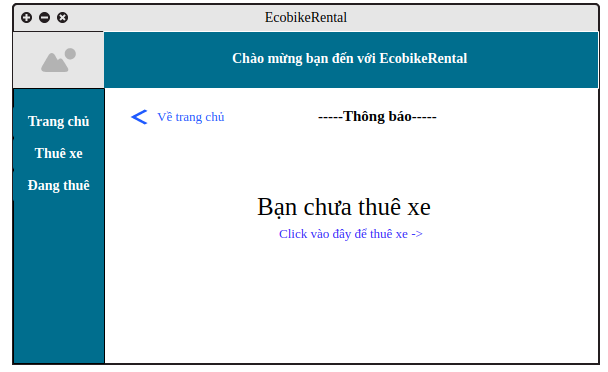 EcobikeRental
Chào mừng bạn đến với EcobikeRental
Trang chủ
Thuê xe
Đang thuê
Về trang chủ
-----Thông báo-----
Bạn chưa thuê xe
Click vào đây để thuê xe ->